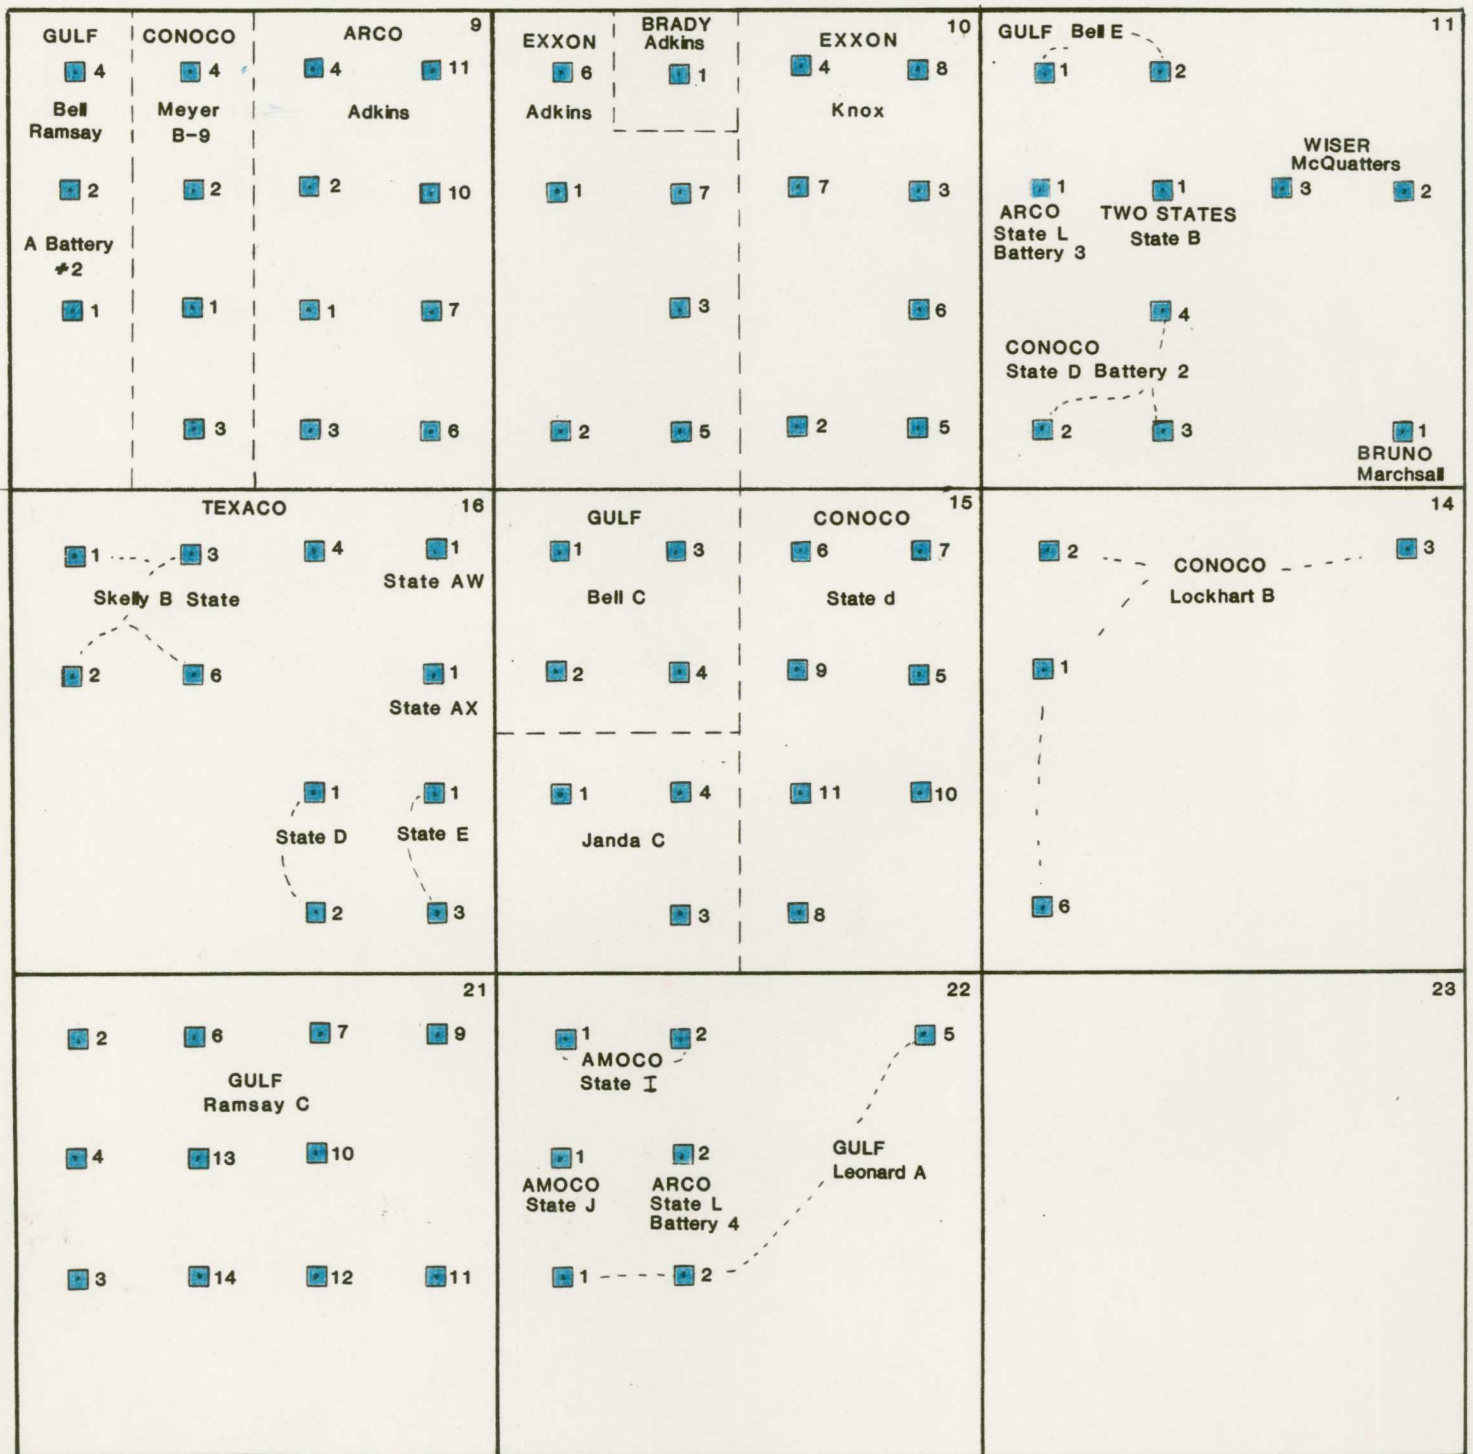 GULF CONOCO ARCO 9
4 4 4 11
Bell Ramsay
Meyer B-9
Adkins
2 2 2 10
A Battery
#2
1 1 1 7
3 3 6
EXXON BRADY Adkins EXXON 10
6 1 4 8
Adkins Knox
1 7 7 3
3 6
2 5 2 5
GULF Bell E 11
1 2
WISER
McQuatters
1 1 3 2
ARCO
State L
Battery 3
TWO STATES
State B
4
CONOCO
State D Battery 2
2 3 1
BRUNO
Marchsall
TEXACO 16
1 3 4 1
Skelly B State
State AW
2 6 1
State AX
1 1
State D State E
2 3
GULF CONOCO 15
1 3 6 7
Bell C State d
2 4 9 5
1 4 11 10
Janda C
3 8
14
2 3
CONOCO
Lockhart B
1
6
21
2 6 7 9
GULF
Ramsay C
4 13 10
3 14 12 11
22
1 2 5
AMOCO
State I
1 2
AMOCO
State J
ARCO
State L
Battery 4
GULF
Leonard A
1 2
23